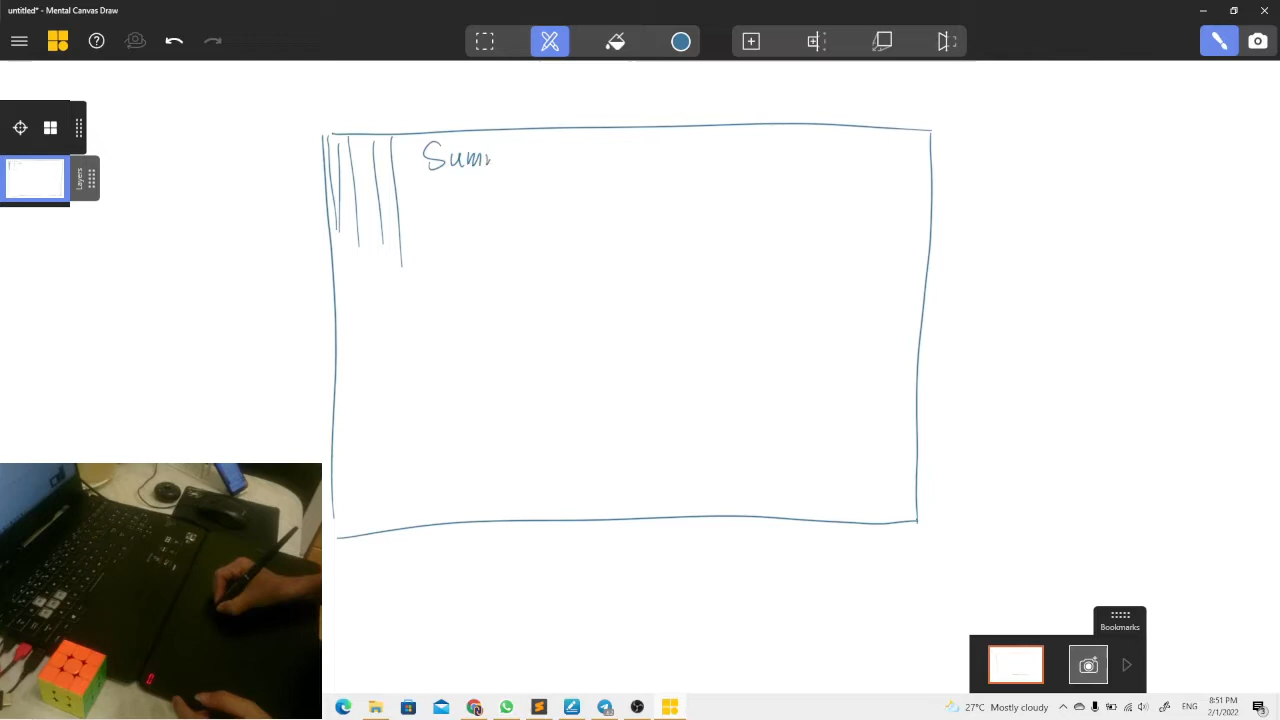 untitled* - Mental Canvas Draw
Layers
Sum
Bookmarks
27°C Mostly cloudy
ENG
8:51 PM
2/1/2022